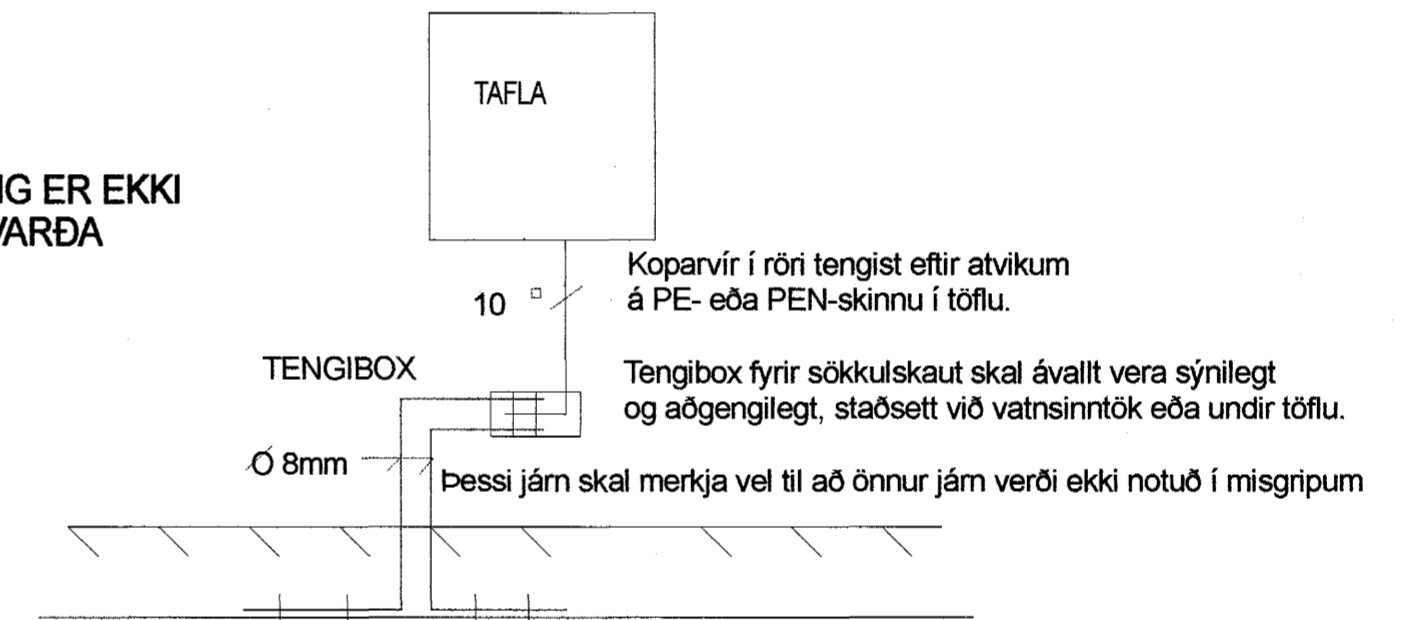 TAFLA
ER EKKI
Koparvír í röri tengist eftir atvikum
á PE- eða PEN-skinnu í töflu.
10 □
TENGIBOX
Tengibox fyrir sökkulskaut skal ávallt vera sýnilegt
og aðgengilegt, staðsett við vatnsinntök eða undir töflu.
Ø 8mm
Þessi járn skal merkja vel til að önnur járn verði ekki notuð í misgripum